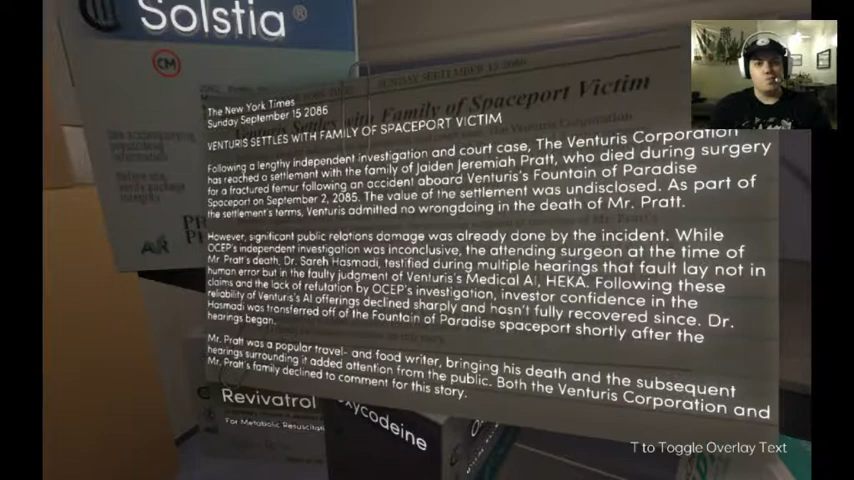 Solstia®
CM
The New York Times
Sunday September 15 2086
VENTURIS SETTLES WITH FAMILY OF SPACEPORT VICTIM
Following a lengthy independent investigation and court case, The Venturis Corporation
has reached a settlement with the family of Jaiden Jeremiah Pratt, who died during surgery
for a fractured femur following an accident aboard Venturis's Fountain of Paradise
Spaceport on September 2, 2085. The value of the settlement was undisclosed. As part of
the settlement's terms, Venturis admitted no wrongdoing in the death of Mr. Pratt.
However, significant public relations damage was already done by the incident. While
OCEP's independent investigation was inconclusive, the attending surgeon at the time of
Mr Pratt's death, Dr. Sareh Hasmadi, testified during multiple hearings that fault lay not in
human error but in the faulty judgment of Venturis's Medical AI, HEKA. Following these
claims and the lack of refutation by OCEP's investigation, investor confidence in the
reliability of Venturis's AI offerings declined sharply and hasn't fully recovered since. Dr.
Hasmadi was transferred off of the Fountain of Paradise spaceport shortly after the
hearings began.
Mr. Pratt was a popular travel- and food writer, bringing his death and the subsequent
hearings surrounding it added attention from the public. Both the Venturis Corporation and
Mr. Pratt's family declined to comment for this story.
Revivatrol
For Metabolic Resuscitati
xycodeine
T to Toggle Overlay Text